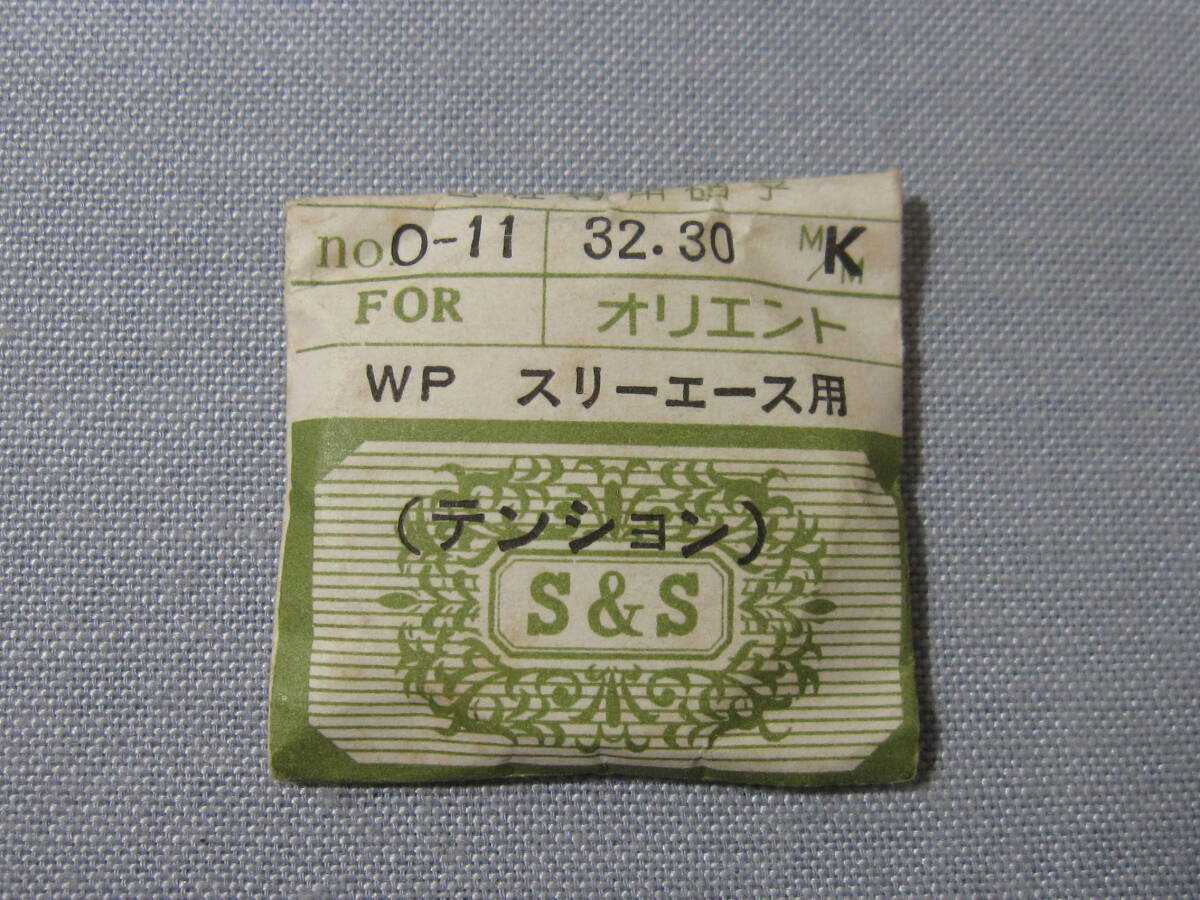 no.O-11 32.30 M/M K
FOR オリエント
WP スリーエース用
(テンション)
S&S